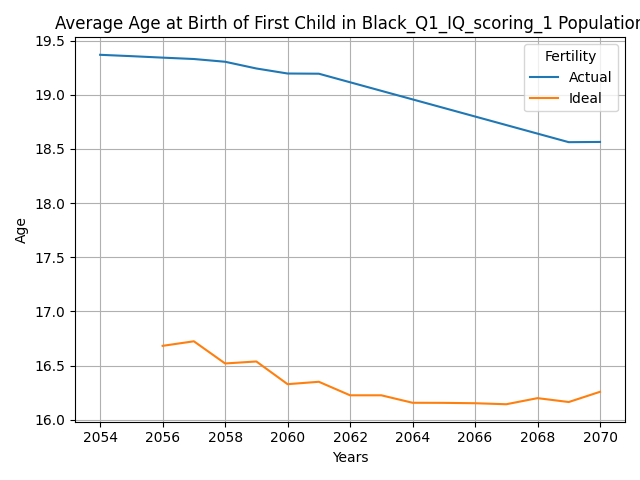 Average Age at Birth of First Child in Black_Q1_IQ_scoring_1 Population
19.5
19.0
18.5
18.0
17.5
17.0
16.5
16.0
Age
Fertility
Actual
Ideal
2054 2056 2058 2060 2062 2064 2066 2068 2070
Years